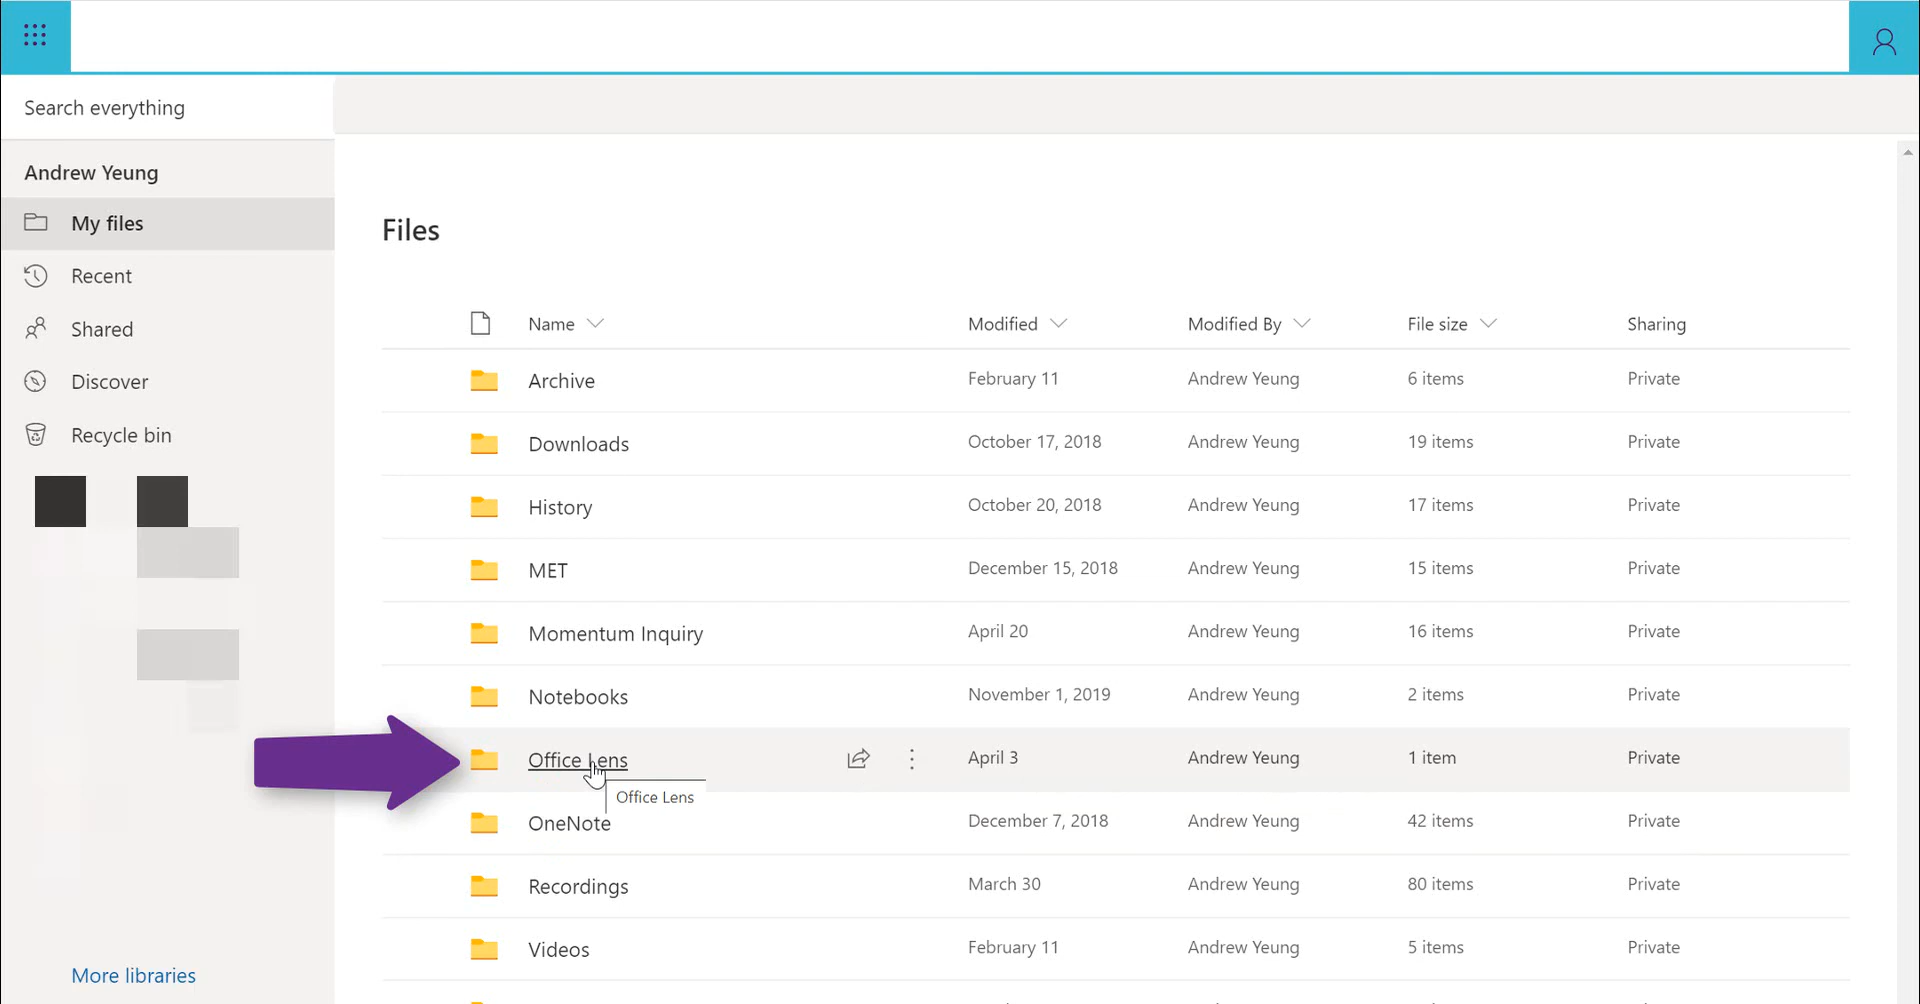 Search everything
Andrew Yeung
My files
Recent
Shared
Discover
Recycle bin
More libraries
Files
Name Modified Modified By File size Sharing
Archive February 11 Andrew Yeung 6 items Private
Downloads October 17, 2018 Andrew Yeung 19 items Private
History October 20, 2018 Andrew Yeung 17 items Private
MET December 15, 2018 Andrew Yeung 15 items Private
Momentum Inquiry April 20 Andrew Yeung 16 items Private
Notebooks November 1, 2019 Andrew Yeung 2 items Private
Office Lens April 3 Andrew Yeung 1 item Private
Office Lens
OneNote December 7, 2018 Andrew Yeung 42 items Private
Recordings March 30 Andrew Yeung 80 items Private
Videos February 11 Andrew Yeung 5 items Private